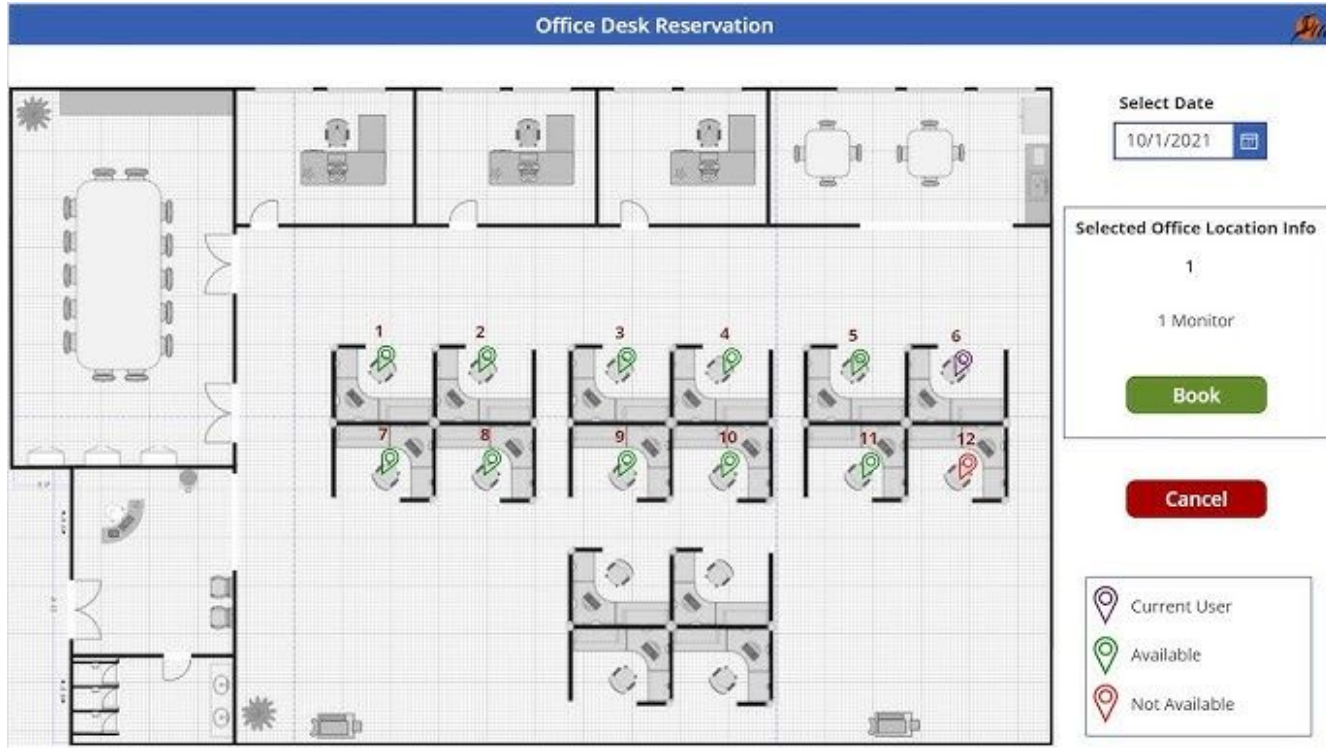 Office Desk Reservation
Select Date
10/1/2021
Selected Office Location Info
1
1 Monitor
Book
Cancel
Current User
Available
Not Available
1 2 3 4 5 6
7 8 9 10 11 12